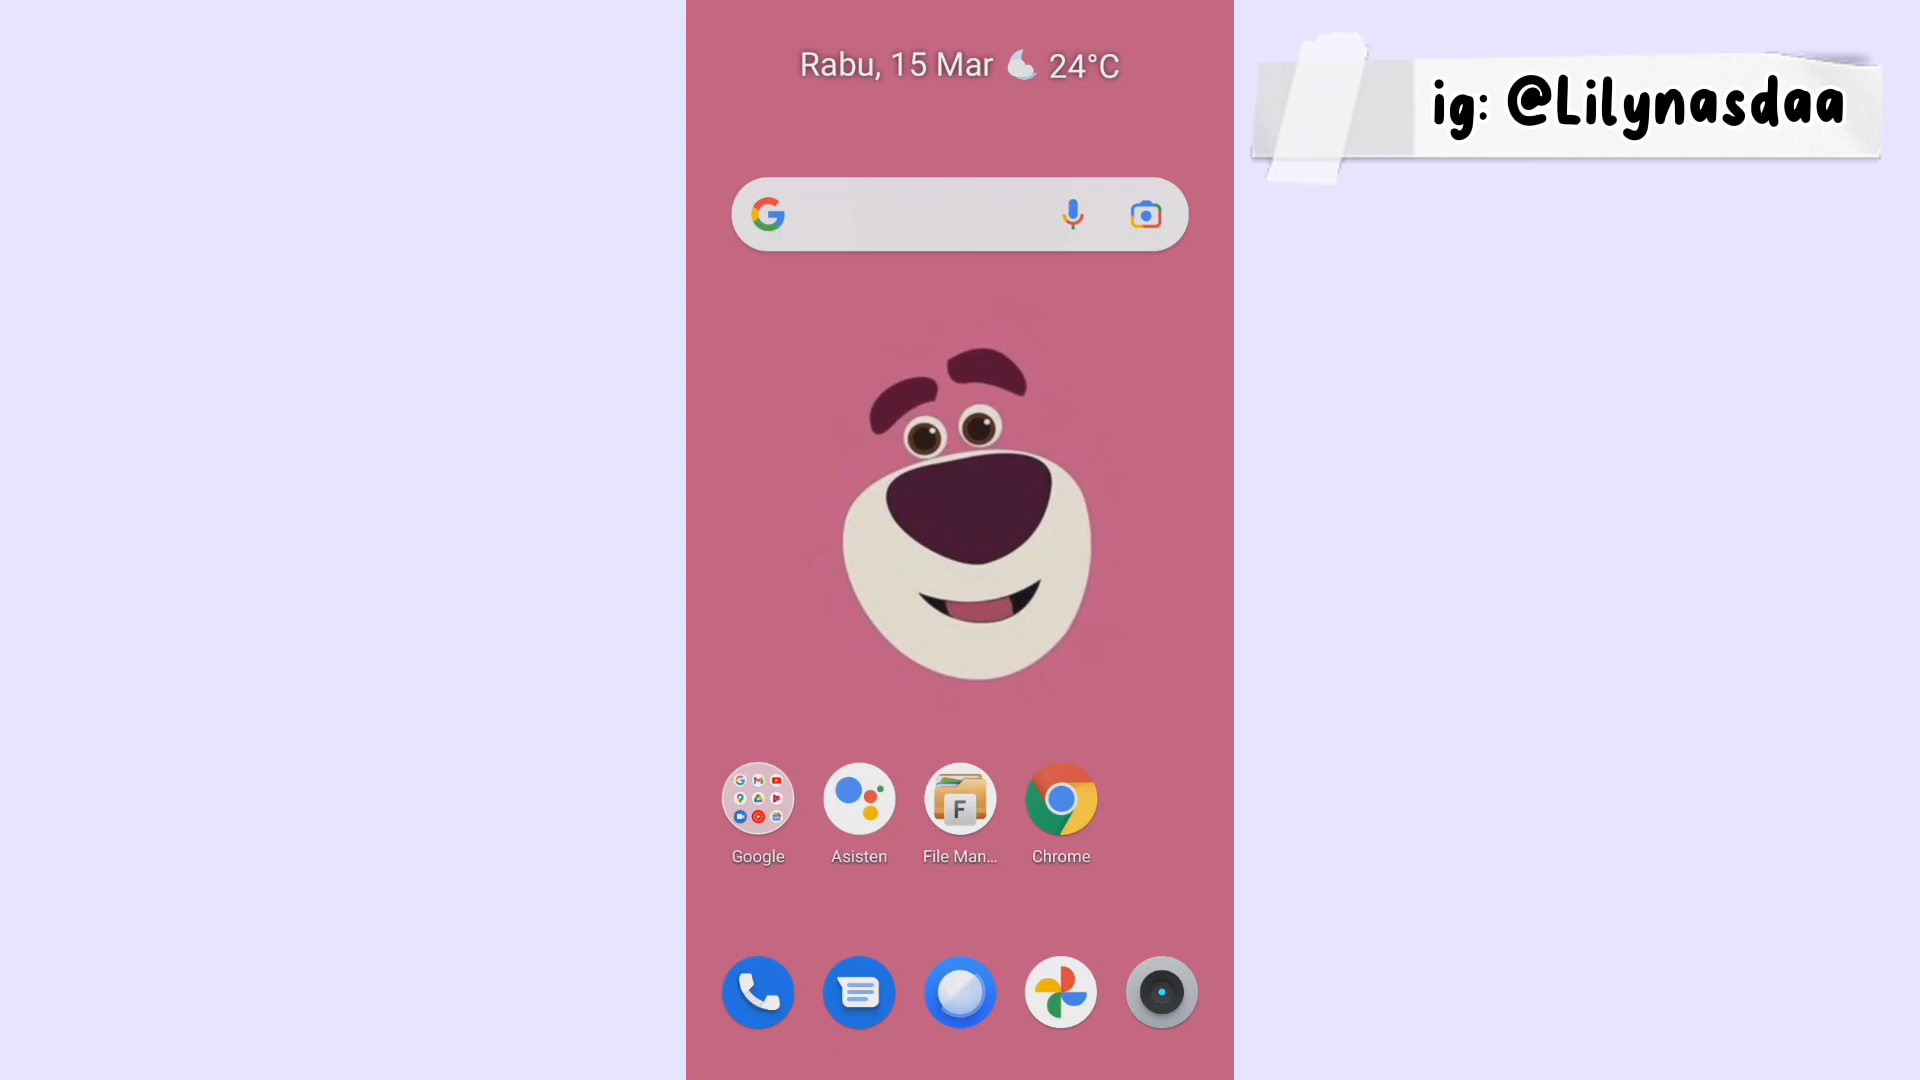 Rabu, 15 Mar 24°C
ig: @Lilynasdaa
Google Asisten File Man... Chrome